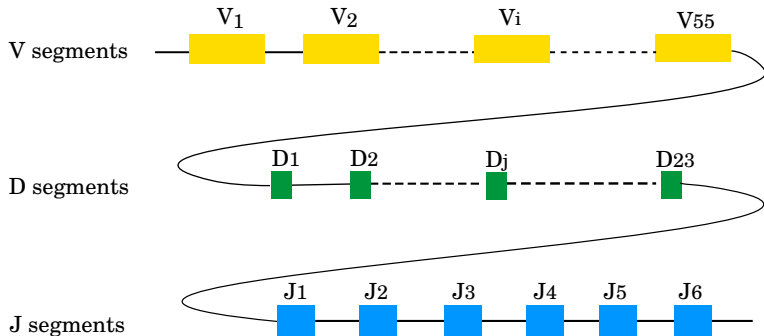 V1 V2 Vi V55
V segments
D1 D2 Dj D23
D segments
J1 J2 J3 J4 J5 J6
J segments